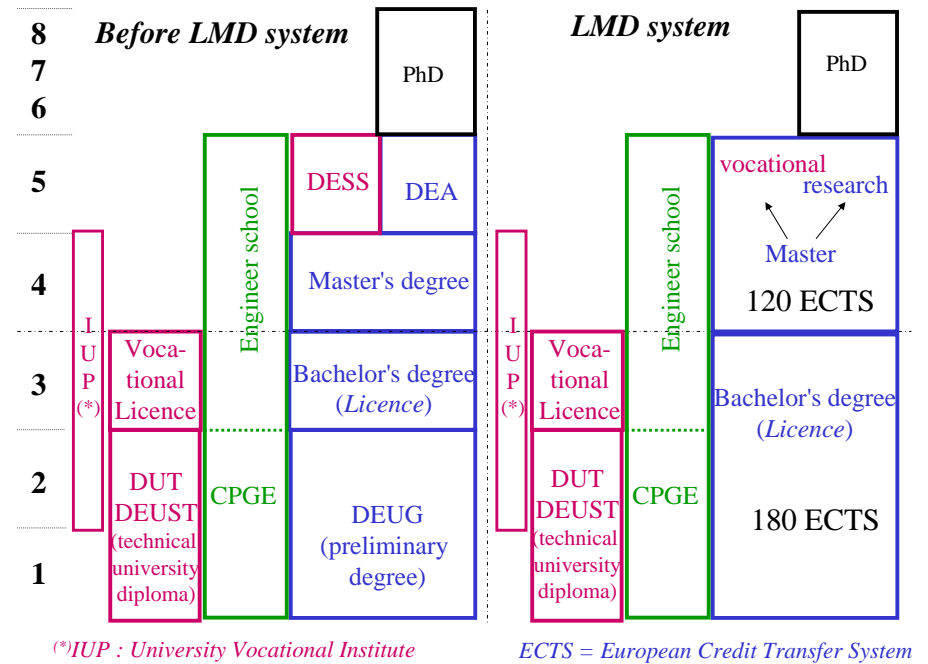 Before LMD system
LMD system
8
7
6
5
4
3
2
1
PhD
DESS
DEA
Engineer school
Master's degree
I
U
P
(*)
Voca-
tional
Licence
Bachelor's degree
(Licence)
DUT
DEUST
(technical
university
diploma)
CPGE
DEUG
(preliminary
degree)
PhD
vocational
research
Master
120 ECTS
Engineer school
I
U
P
(*)
Voca-
tional
Licence
Bachelor's degree
(Licence)
DUT
DEUST
(technical
university
diploma)
CPGE
180 ECTS
(*)IUP : University Vocational Institute
ECTS = European Credit Transfer System